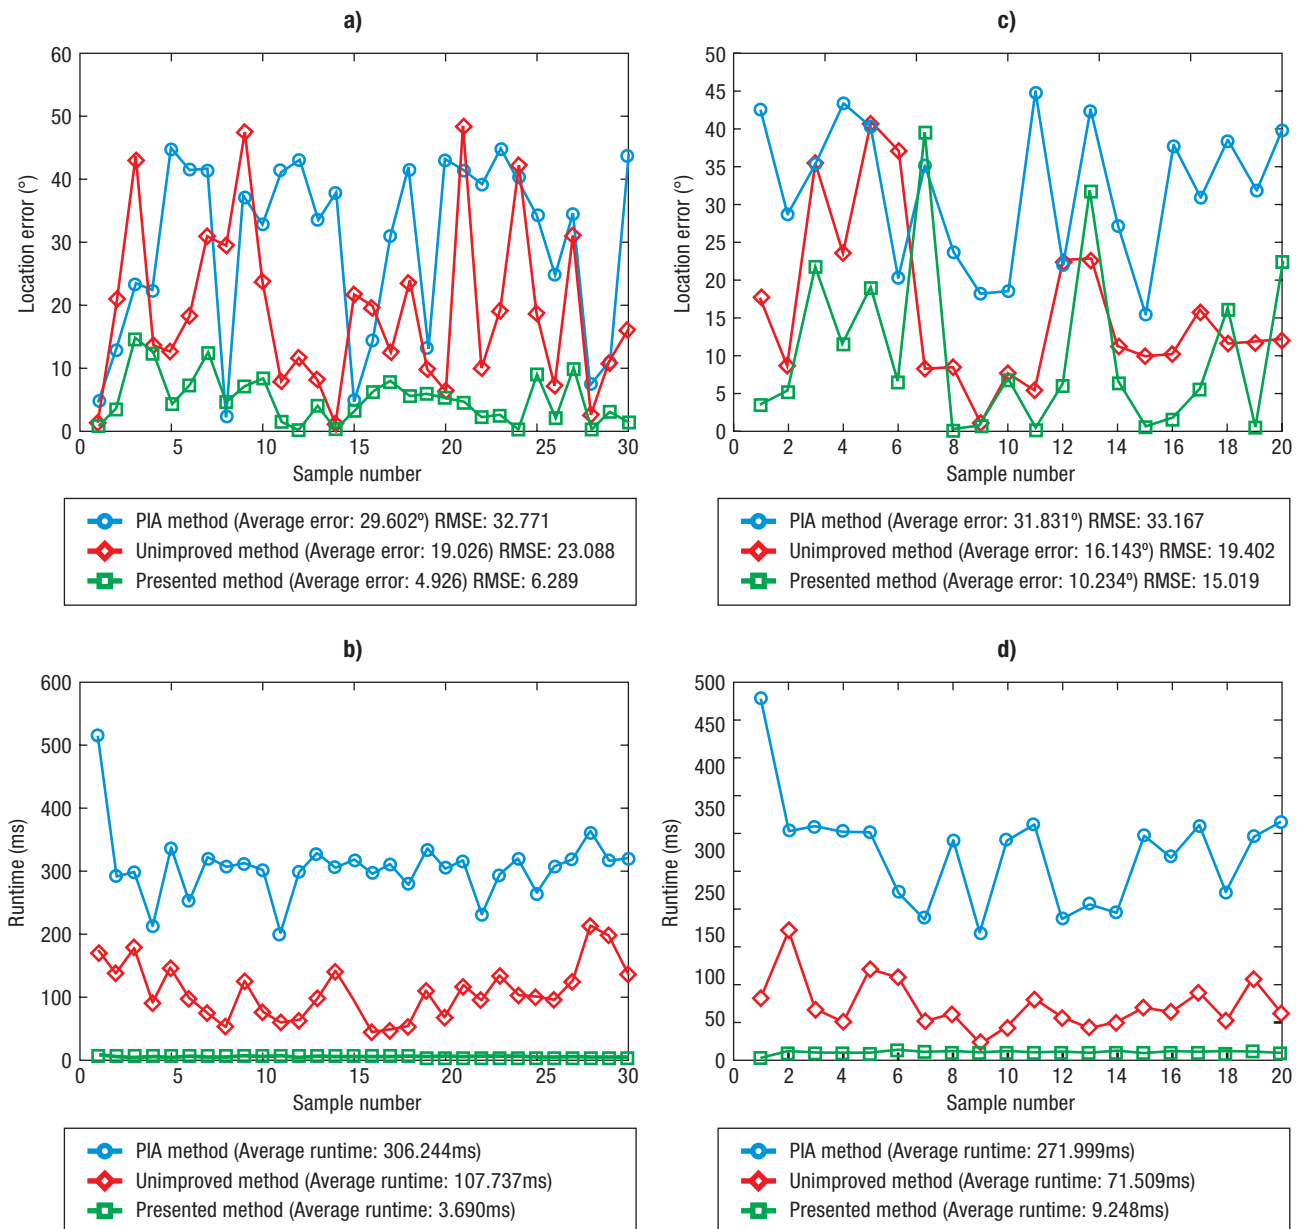 a)
60
50
40
30
20
10
0
Location error (°)
0 5 10 15 20 25 30
Sample number
PIA method (Average error: 29.602º) RMSE: 32.771
Unimproved method (Average error: 19.026) RMSE: 23.088
Presented method (Average error: 4.926) RMSE: 6.289
c)
50
45
40
35
30
25
20
15
10
5
0
Location error (°)
0 2 4 6 8 10 12 14 16 18 20
Sample number
PIA method (Average error: 31.831º) RMSE: 33.167
Unimproved method (Average error: 16.143º) RMSE: 19.402
Presented method (Average error: 10.234º) RMSE: 15.019
b)
600
500
400
300
200
100
0
Runtime (ms)
0 5 10 15 20 25 30
Sample number
PIA method (Average runtime: 306.244ms)
Unimproved method (Average runtime: 107.737ms)
Presented method (Average runtime: 3.690ms)
d)
500
450
400
350
300
250
150
100
50
0
Runtime (ms)
0 2 4 6 8 10 12 14 16 18 20
Sample number
PIA method (Average runtime: 271.999ms)
Unimproved method (Average runtime: 71.509ms)
Presented method (Average runtime: 9.248ms)